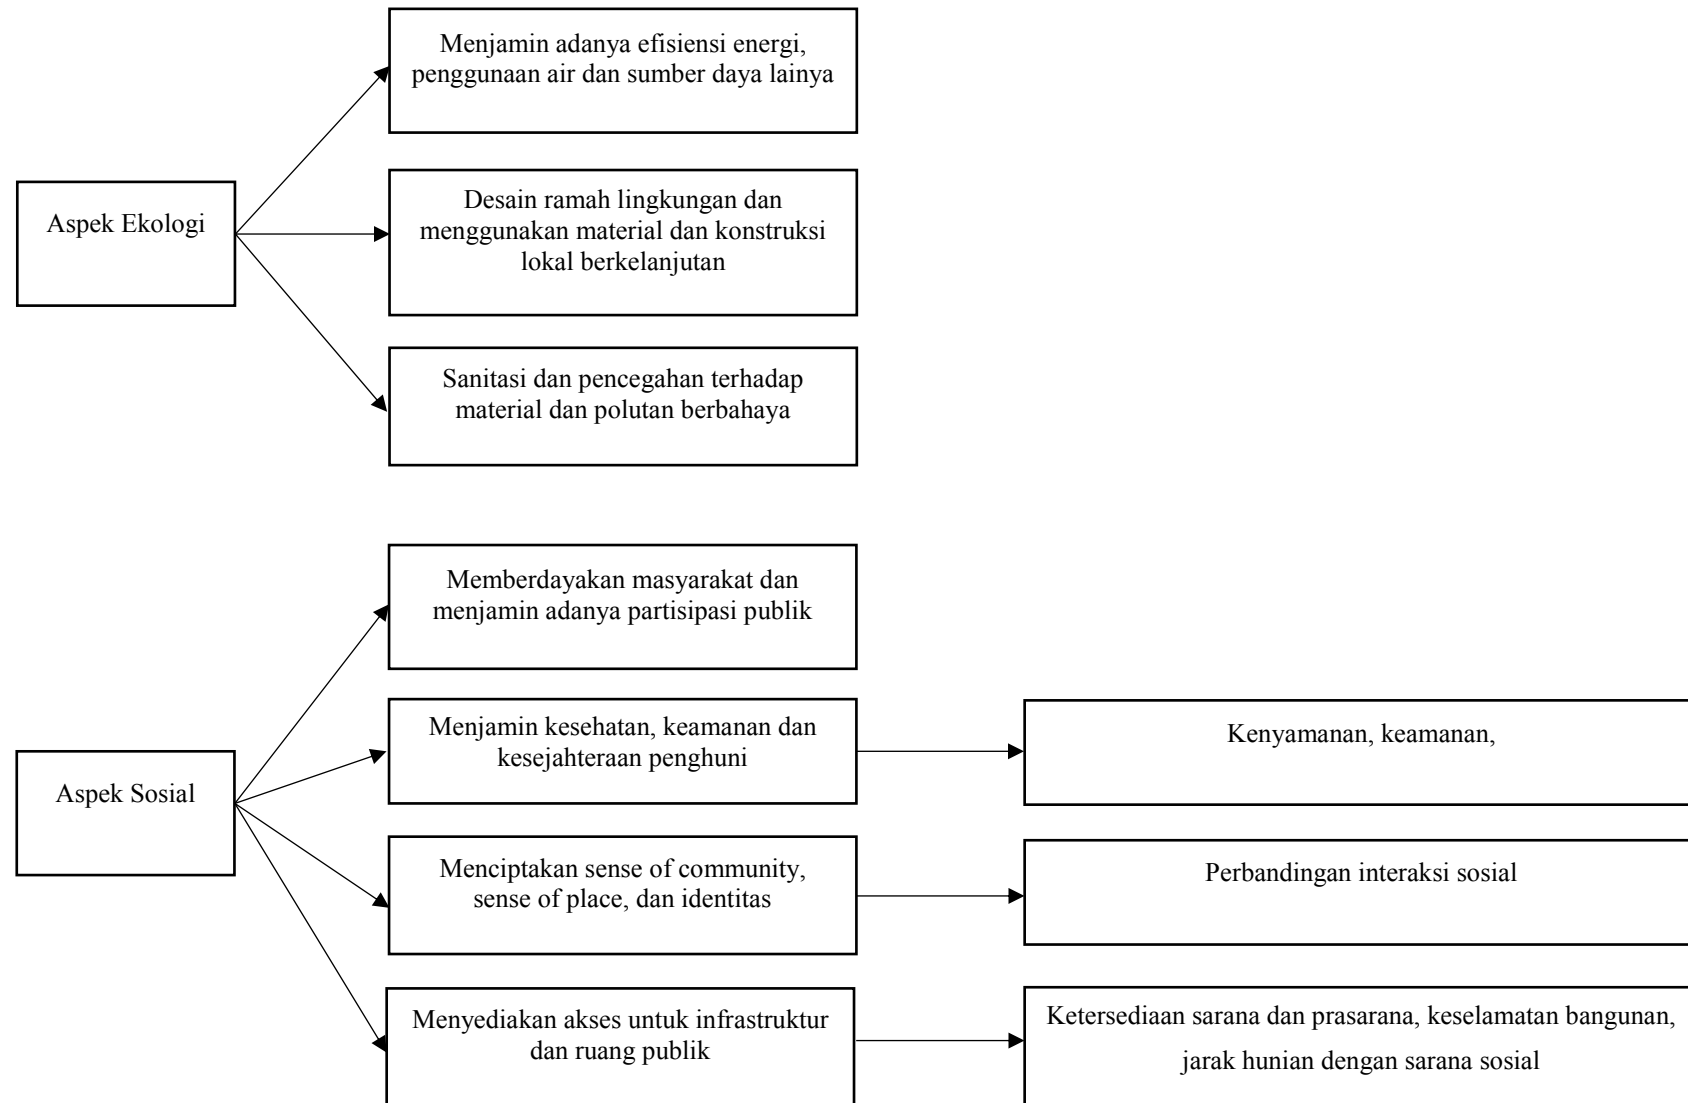 Menjamin adanya efisiensi energi,
penggunaan air dan sumber daya lainya
Aspek Ekologi
Desain ramah lingkungan dan
menggunakan material dan konstruksi
lokal berkelanjutan
Sanitasi dan pencegahan terhadap
material dan polutan berbahaya
Aspek Sosial
Memberdayakan masyarakat dan
menjamin adanya partisipasi publik
Menjamin kesehatan, keamanan dan
kesejahteraan penghuni
Kenyamanan, keamanan,
Menciptakan sense of community,
sense of place, dan identitas
Perbandingan interaksi sosial
Menyediakan akses untuk infrastruktur
dan ruang publik
Ketersediaan sarana dan prasarana, keselamatan bangunan,
jarak hunian dengan sarana sosial